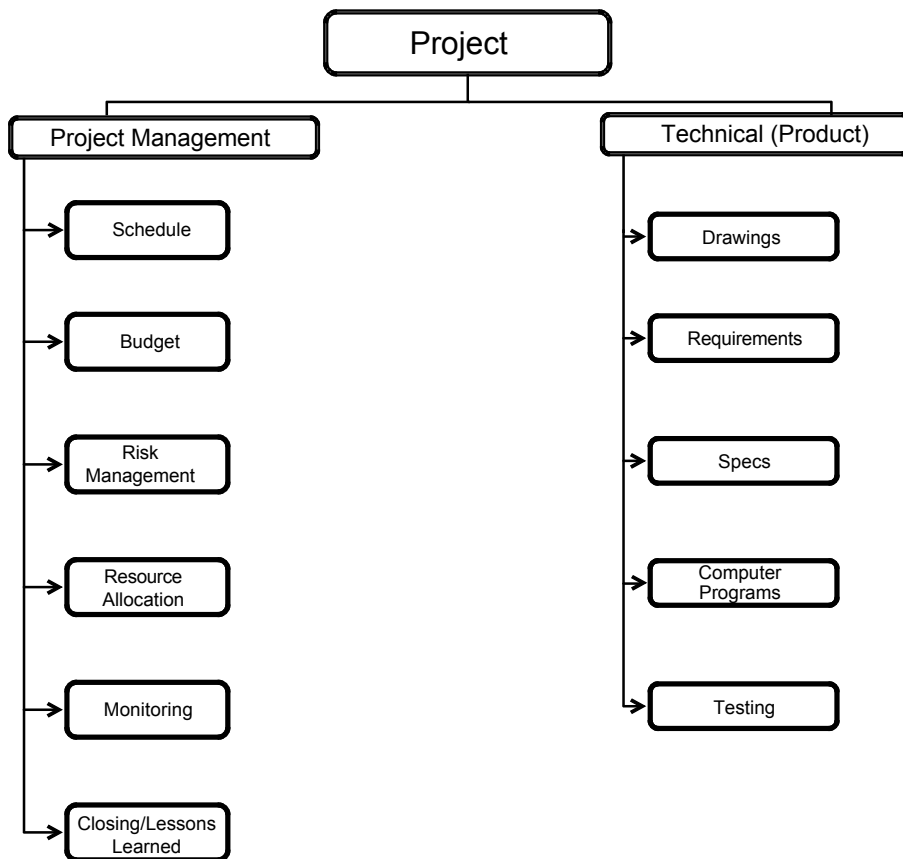 Project
Project Management
Schedule
Budget
Risk
Management
Resource
Allocation
Monitoring
Closing/Lessons
Learned
Technical (Product)
Drawings
Requirements
Specs
Computer
Programs
Testing